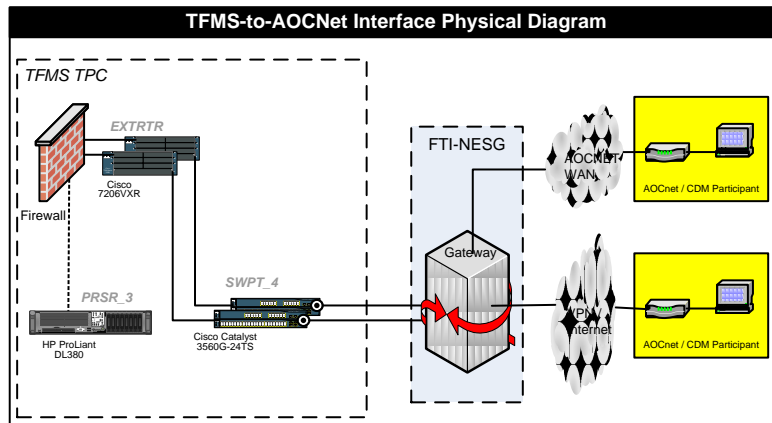 TFMS-to-AOCNet Interface Physical Diagram
TFMS TPC
EXTRTR
Cisco
7206VXR
Firewall
PRSR_3
HP ProLiant
DL380
SWPT_4
Cisco Catalyst
3560G-24TS
FTI-NESG
Gateway
AOCNET
WAN
VPN /
Internet
AOCnet / CDM Participant
AOCnet / CDM Participant